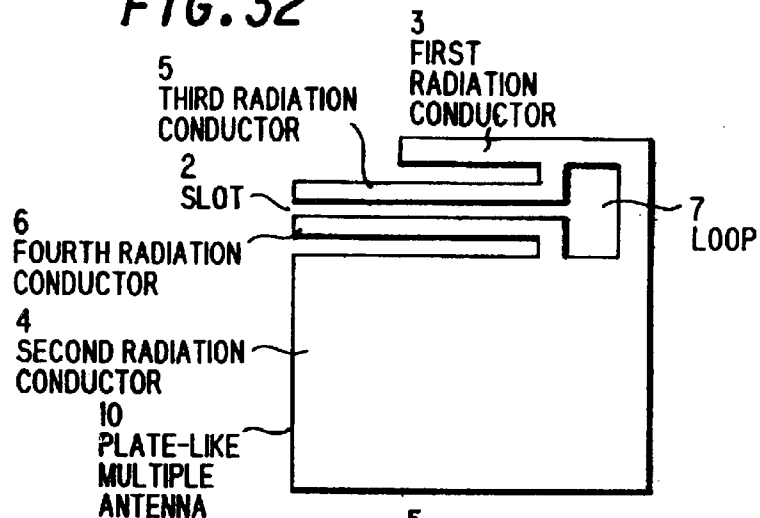 FIG. 32
3
FIRST
RADIATION
CONDUCTOR
5
THIRD RADIATION
CONDUCTOR
2
SLOT
6
FOURTH RADIATION
CONDUCTOR
7
LOOP
4
SECOND RADIATION
CONDUCTOR
10
PLATE-LIKE
MULTIPLE
ANTENNA
5